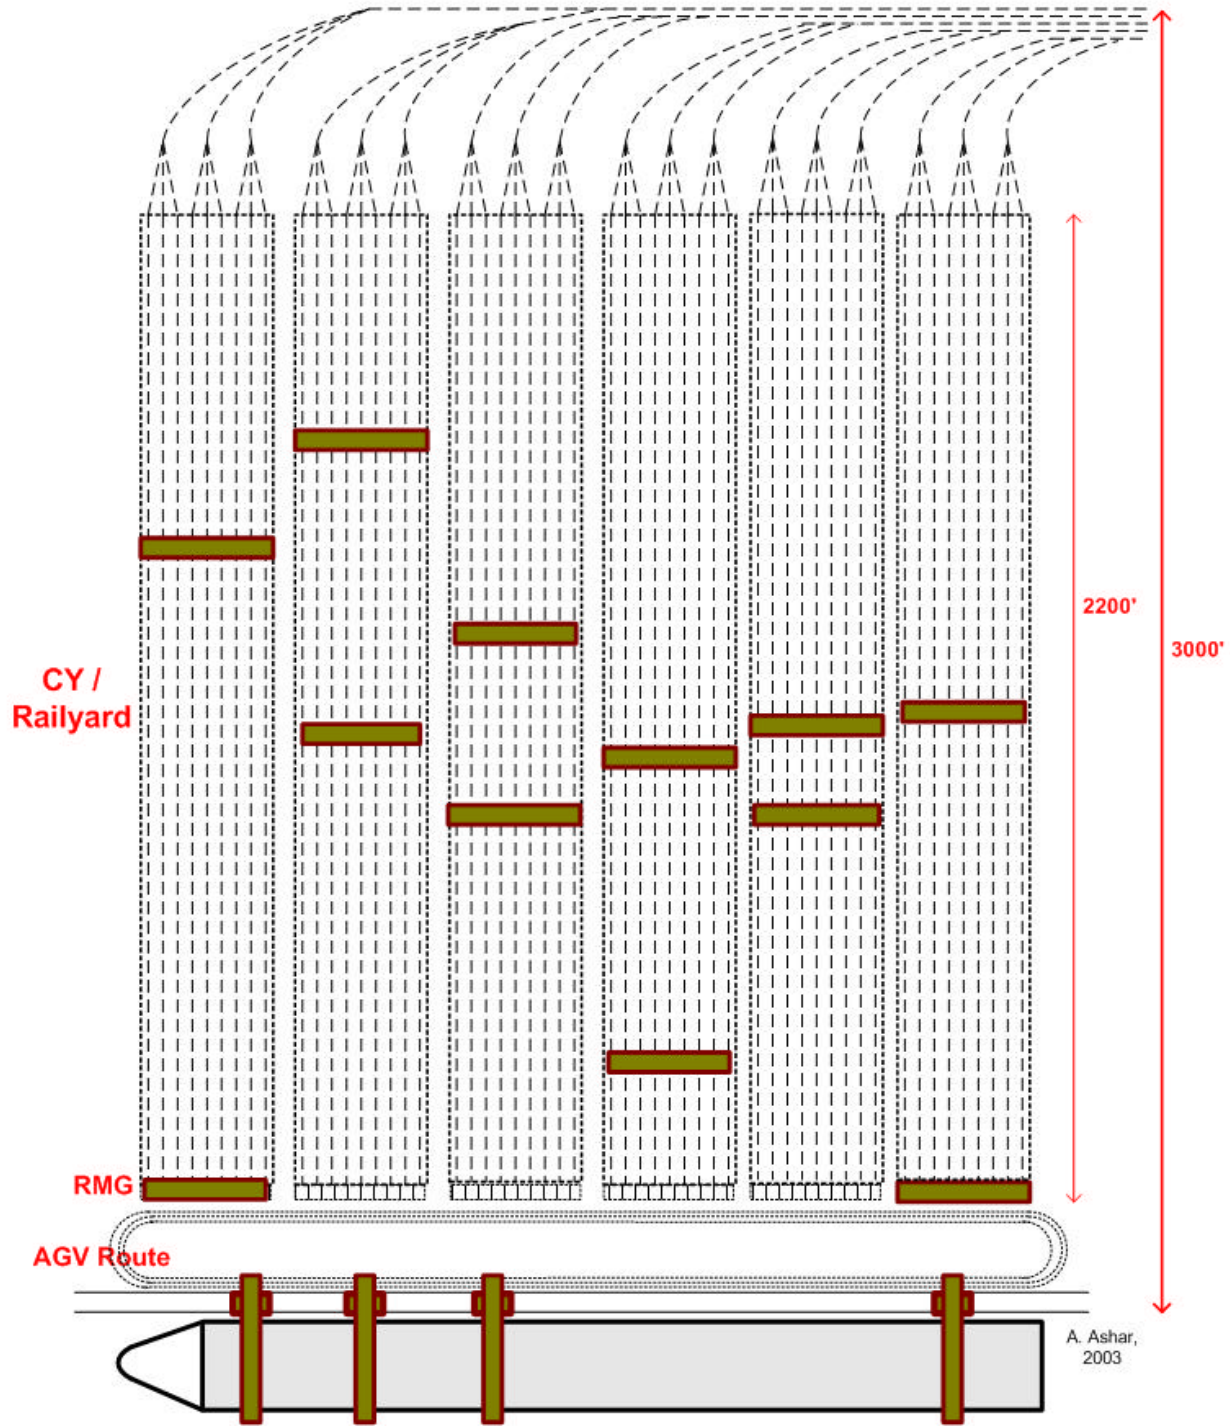 2200'
3000'
CY /
Railyard
RMG
AGV Route
A. Ashar,
2003